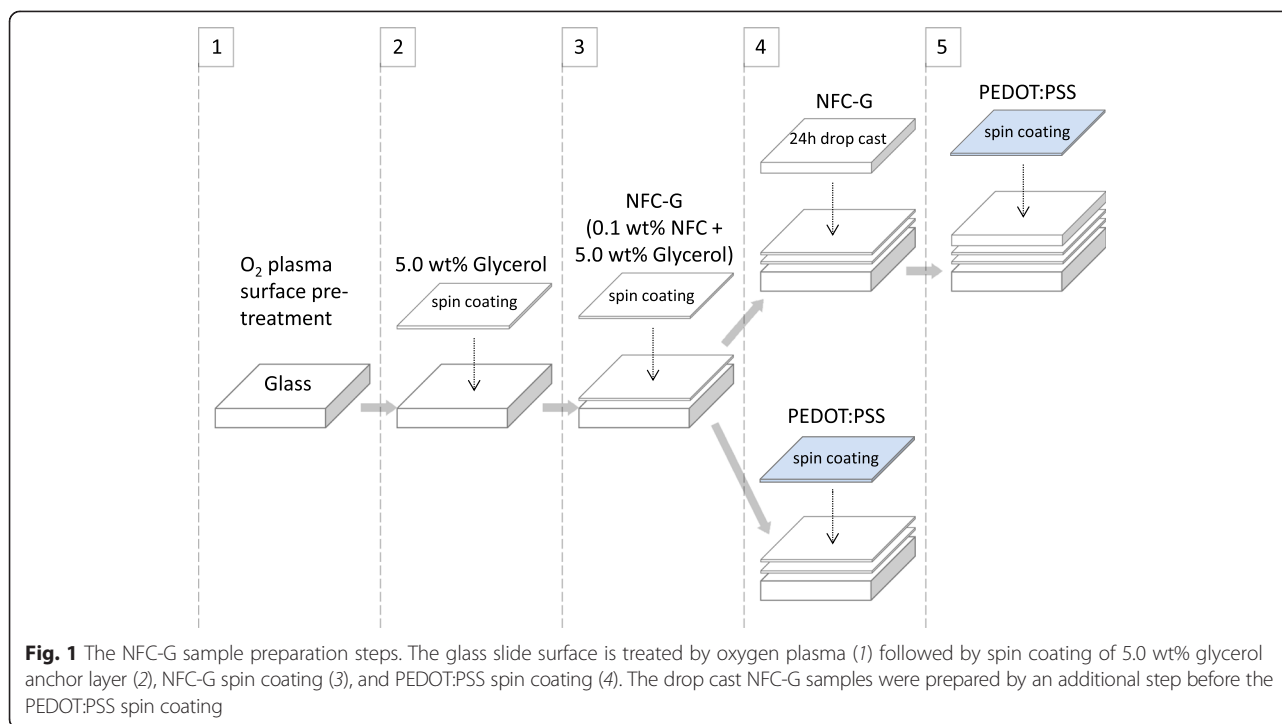 1
2
3
4
5
O₂ plasma
surface pre-
treatment
Glass
5.0 wt% Glycerol
spin coating
NFC-G
(0.1 wt% NFC +
5.0 wt% Glycerol)
spin coating
NFC-G
24h drop cast
PEDOT:PSS
spin coating
PEDOT:PSS
spin coating
Fig. 1 The NFC-G sample preparation steps. The glass slide surface is treated by oxygen plasma (1) followed by spin coating of 5.0 wt% glycerol
anchor layer (2), NFC-G spin coating (3), and PEDOT:PSS spin coating (4). The drop cast NFC-G samples were prepared by an additional step before the
PEDOT:PSS spin coating